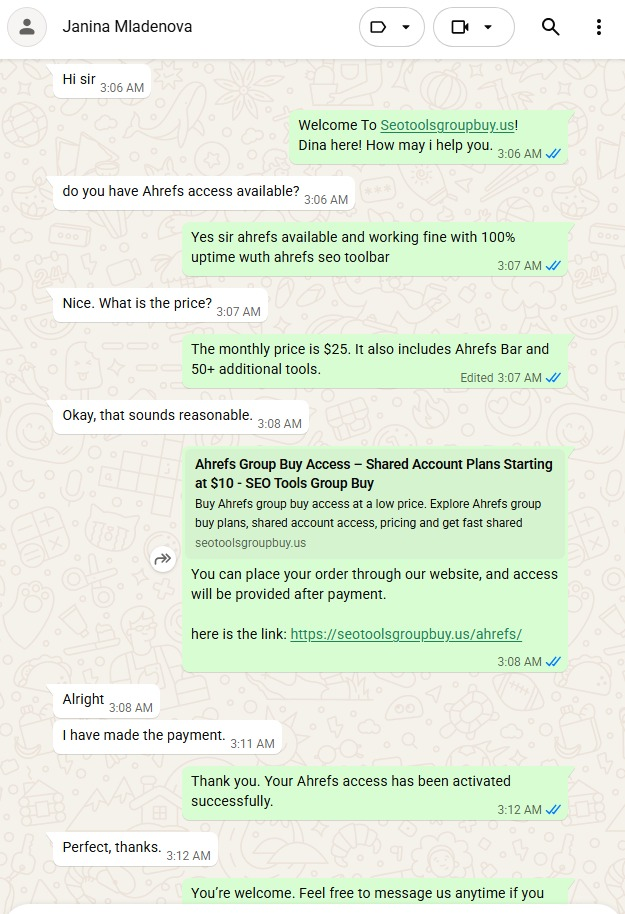 Janina Mladenova
Hi sir 3:06 AM
Welcome To Seotoolsgroupbuy.us!
Dina here! How may i help you. 3:06 AM
do you have Ahrefs access available? 3:06 AM
Yes sir ahrefs available and working fine with 100%
uptime wuth ahrefs seo toolbar
3:07 AM
Nice. What is the price? 3:07 AM
The monthly price is $25. It also includes Ahrefs Bar and
50+ additional tools.
Edited 3:07 AM
Okay, that sounds reasonable. 3:08 AM
Ahrefs Group Buy Access – Shared Account Plans Starting
at $10 - SEO Tools Group Buy
Buy Ahrefs group buy access at a low price. Explore Ahrefs group
buy plans, shared account access, pricing and get fast shared
seotoolsgroupbuy.us
You can place your order through our website, and access
will be provided after payment.
here is the link: https://seotoolsgroupbuy.us/ahrefs/
3:08 AM
Alright 3:08 AM
I have made the payment. 3:11 AM
Thank you. Your Ahrefs access has been activated
successfully.
3:12 AM
Perfect, thanks. 3:12 AM
You’re welcome. Feel free to message us anytime if you